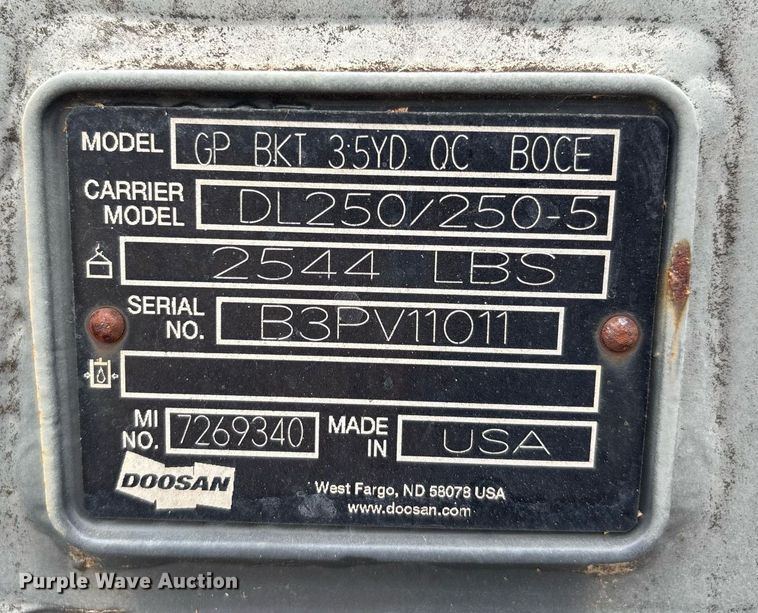 MODEL GP BKT 3.5YD QC BOCE
CARRIER MODEL DL250/250-5
2544 LBS
SERIAL NO. B3PV11011
MI NO. 7269340 MADE IN USA
DOOSAN
West Fargo, ND 58078 USA
www.doosan.com
Purple Wave Auction